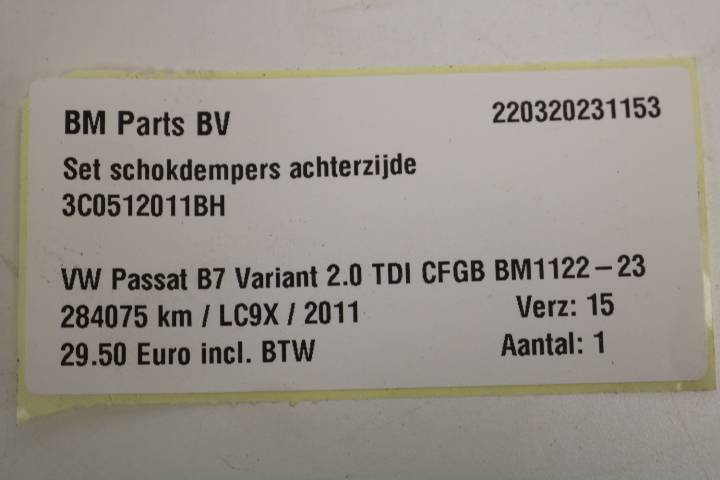 BM Parts BV 220320231153
Set schokdempers achterzijde
3C0512011BH
VW Passat B7 Variant 2.0 TDI CFGB BM1122-23
284075 km / LC9X / 2011 Verz: 15
29.50 Euro incl. BTW Aantal: 1